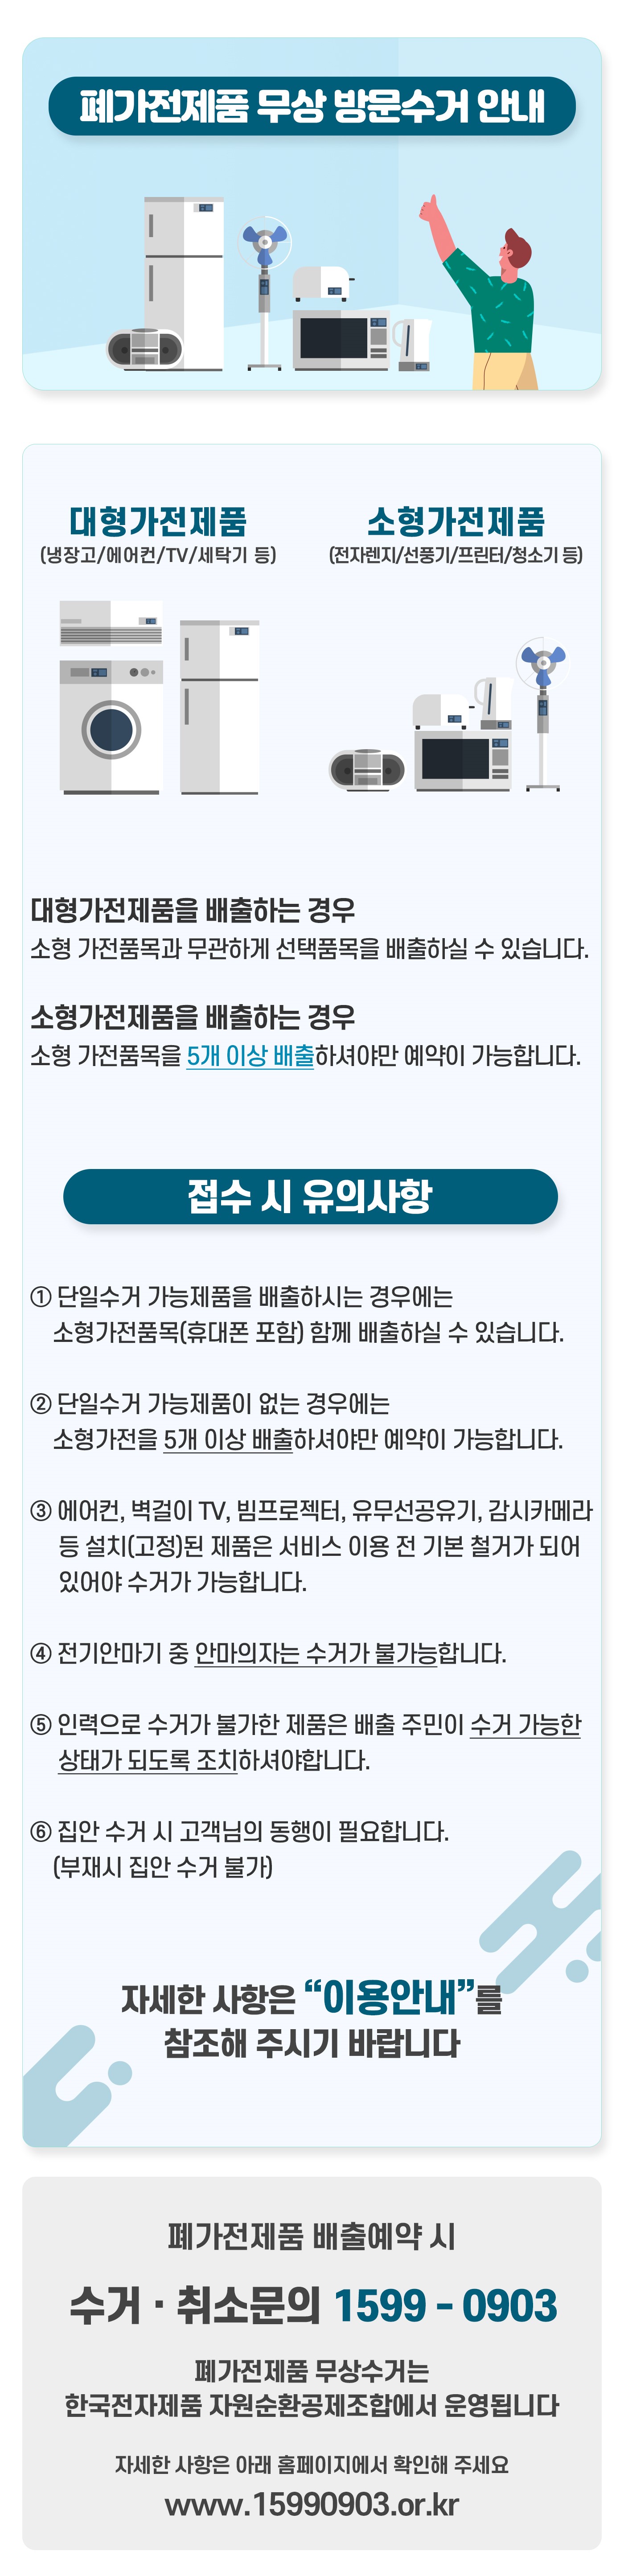 폐가전제품 무상 방문수거 안내
대형가전제품
(냉장고/에어컨/TV/세탁기 등)
소형가전제품
(전자렌지/선풍기/프린터/청소기 등)
대형가전제품을 배출하는 경우
소형 가전품목과 무관하게 선택품목을 배출하실 수 있습니다.
소형가전제품을 배출하는 경우
소형 가전품목을 5개 이상 배출하셔야만 예약이 가능합니다.
접수 시 유의사항
① 단일수거 가능제품을 배출하시는 경우에는
소형가전품목(휴대폰 포함) 함께 배출하실 수 있습니다.
② 단일수거 가능제품이 없는 경우에는
소형가전을 5개 이상 배출하셔야만 예약이 가능합니다.
③ 에어컨, 벽걸이 TV, 빔프로젝터, 유무선공유기, 감시카메라
등 설치(고정)된 제품은 서비스 이용 전 기본 철거가 되어
있어야 수거가 가능합니다.
④ 전기안마기 중 안마의자는 수거가 불가능합니다.
⑤ 인력으로 수거가 불가한 제품은 배출 주민이 수거 가능한
상태가 되도록 조치하셔야합니다.
⑥ 집안 수거 시 고객님의 동행이 필요합니다.
(부재시 집안 수거 불가)
자세한 사항은 “이용안내”를
참조해 주시기 바랍니다
폐가전제품 배출예약 시
수거 · 취소문의 1599 - 0903
폐가전제품 무상수거는
한국전자제품 자원순환공제조합에서 운영됩니다
자세한 사항은 아래 홈페이지에서 확인해 주세요
www.15990903.or.kr